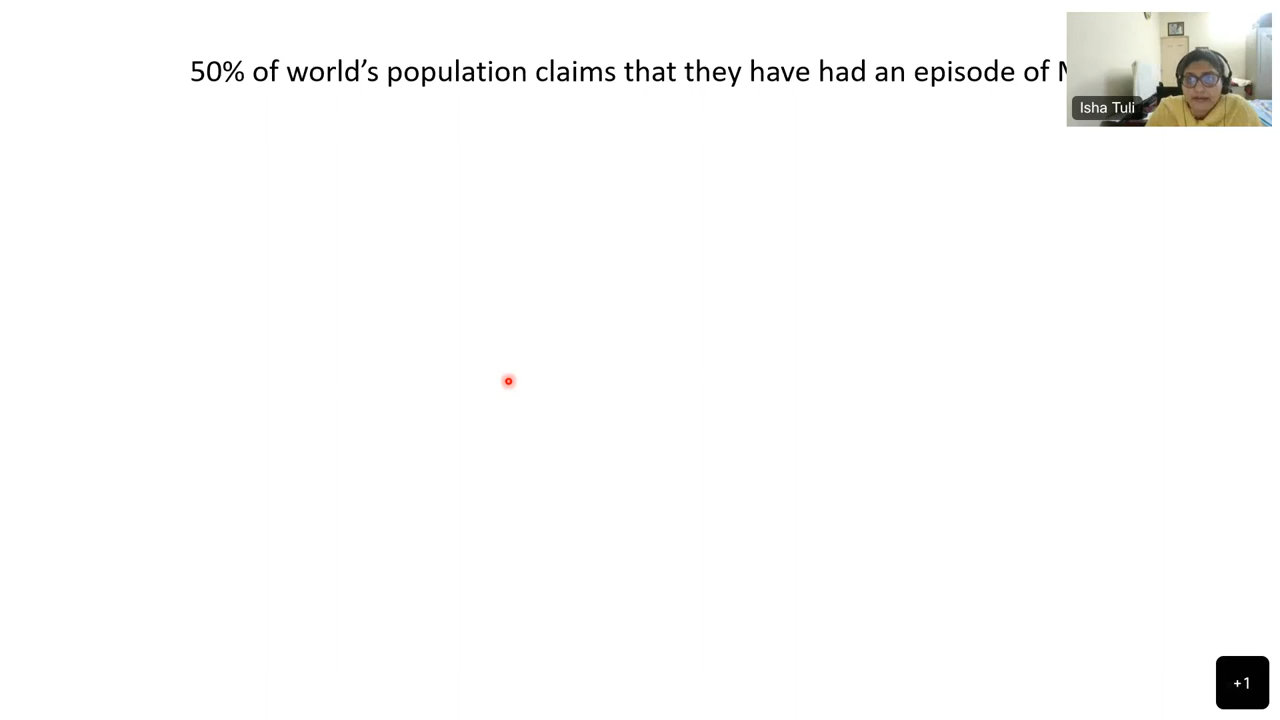 50% of world’s population claims that they have had an episode of
Isha Tuli
+1